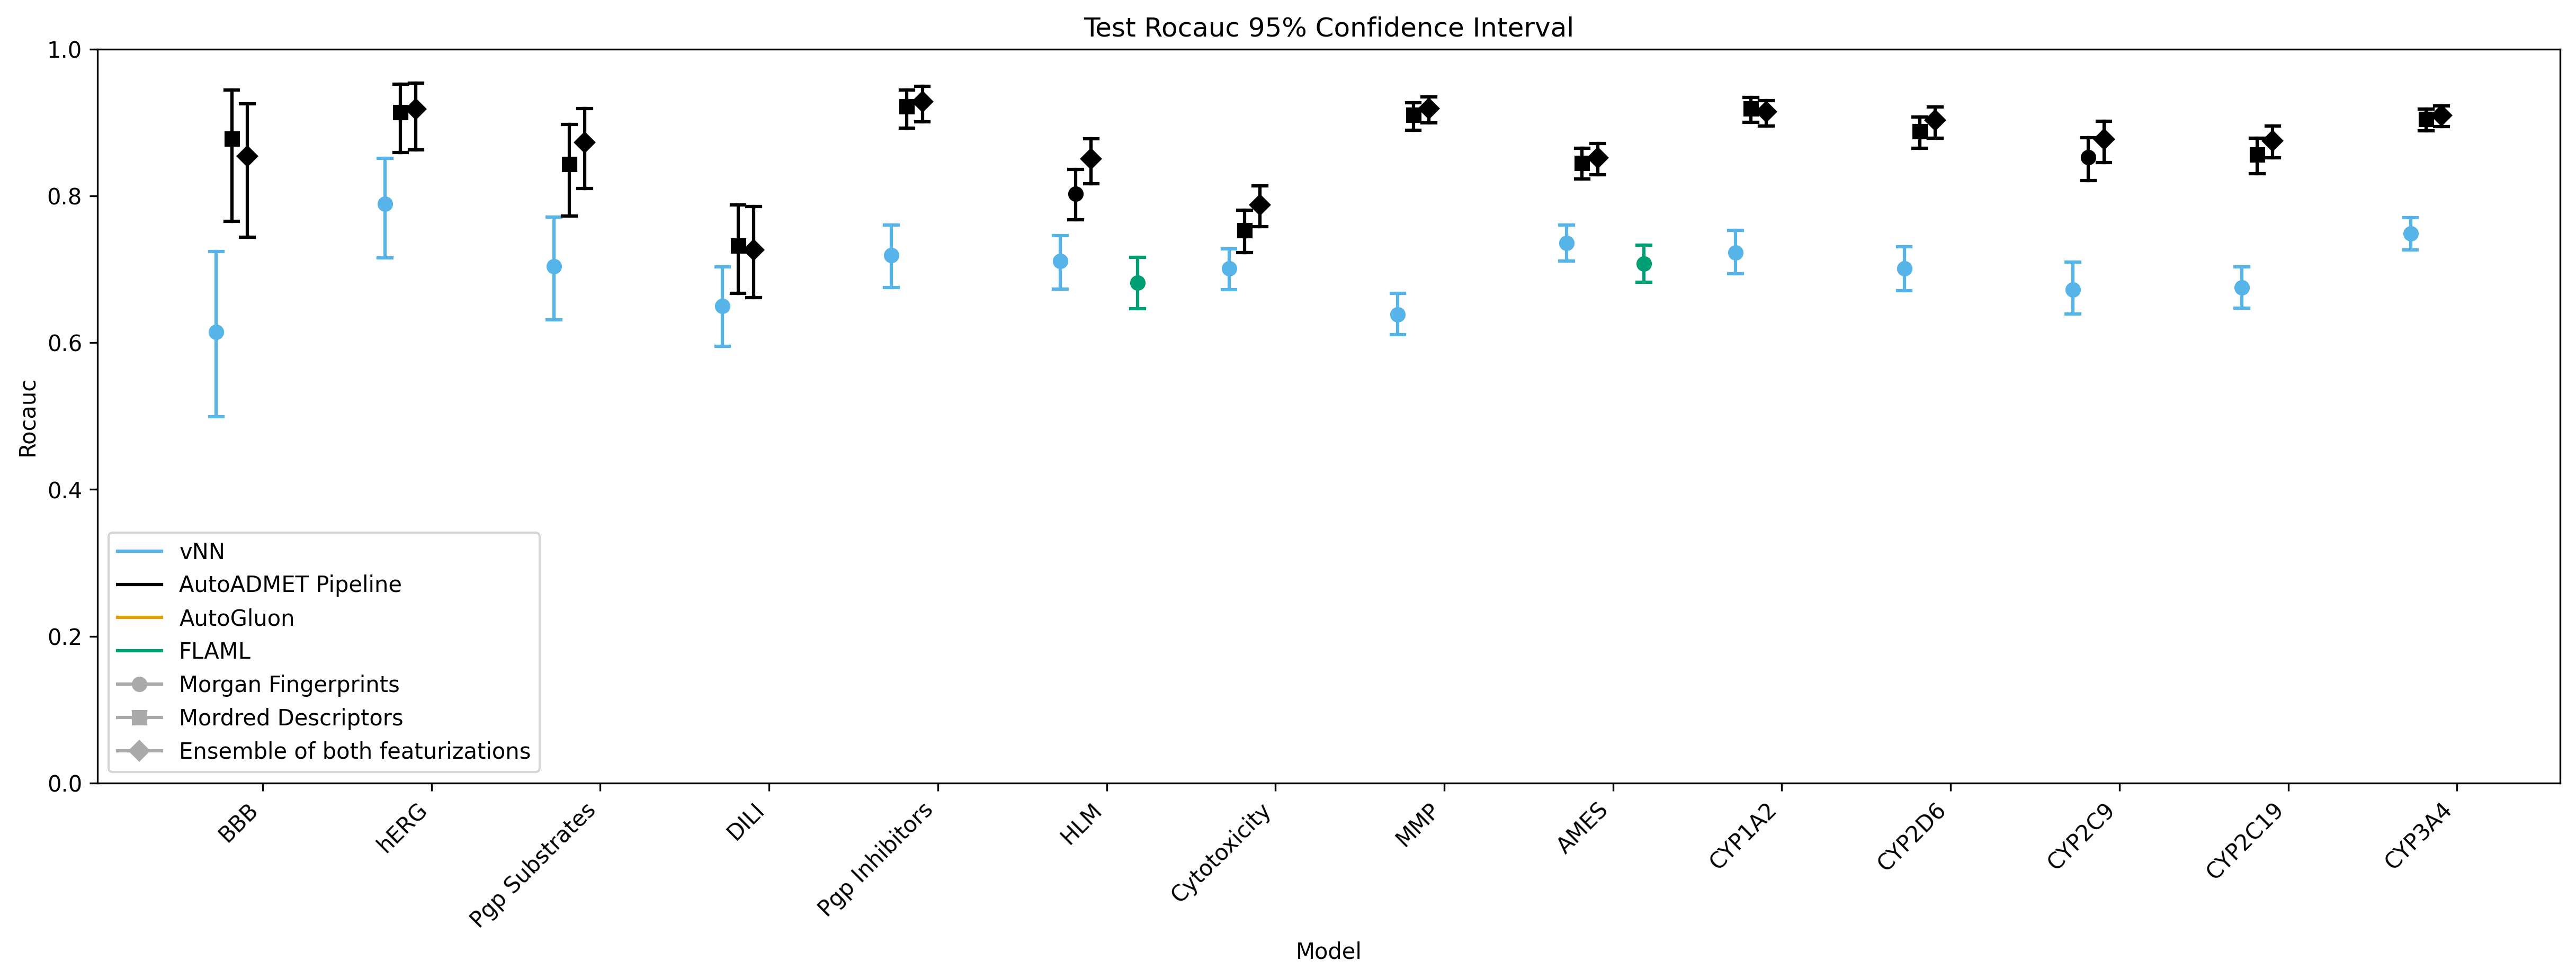 Test Rocauc 95% Confidence Interval
1.0
0.8
0.6
0.4
0.2
0.0
Rocauc
vNN
AutoADMET Pipeline
AutoGluon
FLAML
Morgan Fingerprints
Mordred Descriptors
Ensemble of both featurizations
BBB
hERG
Pgp Substrates
DILI
Pgp Inhibitors
HLM
Cytotoxicity
MMP
AMES
CYP1A2
CYP2D6
CYP2C9
CYP2C19
CYP3A4
Model